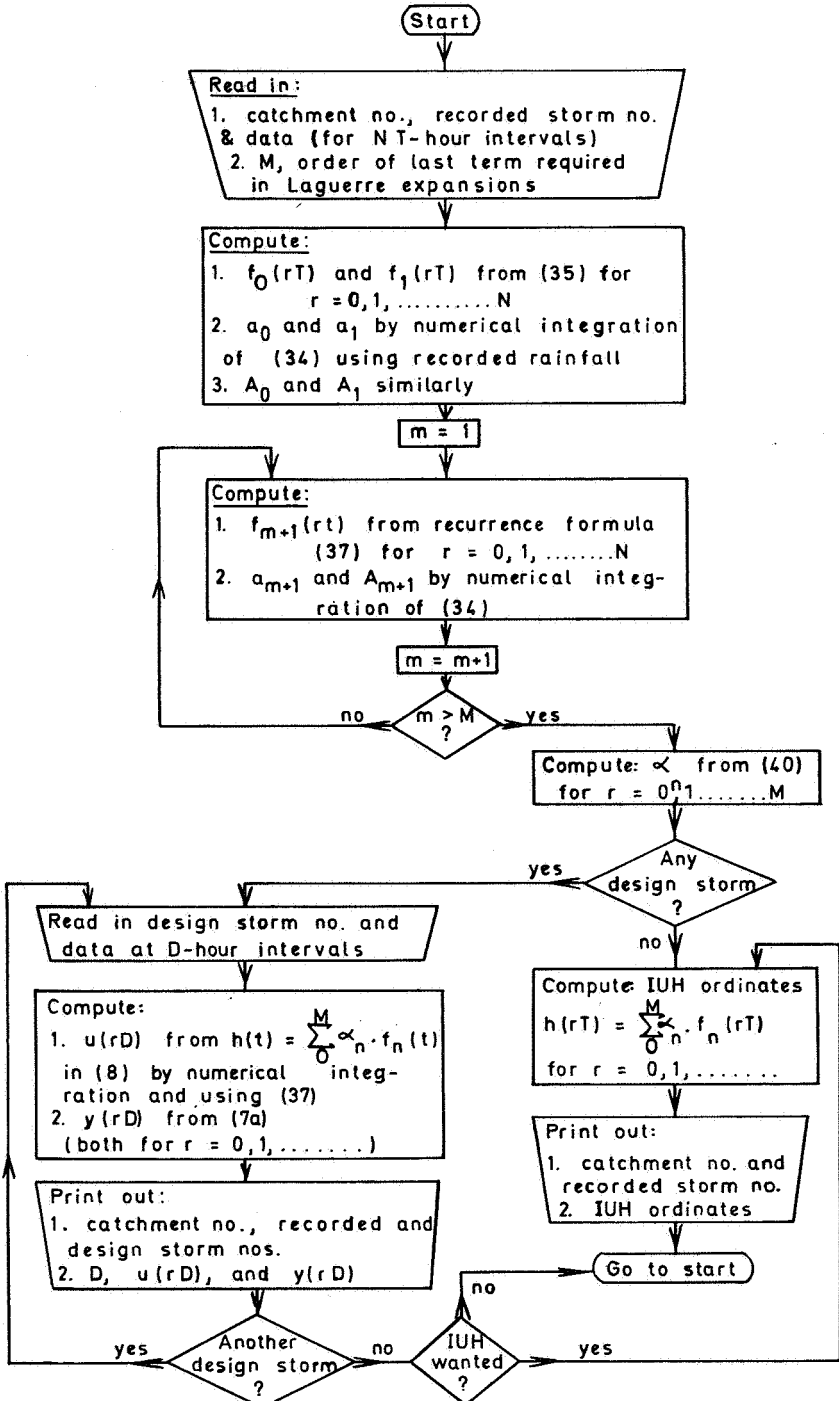 Start
Read in:
1. catchment no., recorded storm no.
& data (for N T-hour intervals)
2. M, order of last term required
in Laguerre expansions
Compute:
1. f₀(rT) and f₁(rT) from (35) for
r = 0,1, .......... N
2. a₀ and a₁ by numerical integration
of (34) using recorded rainfall
3. A₀ and A₁ similarly
m = 1
Compute:
1. fₘ₊₁(rt) from recurrence formula
(37) for r = 0, 1, ........N
2. aₘ₊₁ and Aₘ₊₁ by numerical integ-
ration of (34)
m = m+1
no
m > M
?
yes
Compute: αₙ from (40)
for r = 0,1.......M
yes
Any
design storm
?
no
Read in design storm no. and
data at D-hour intervals
Compute:
1. u(rD) from h(t) = M∑0 αₙ . fₙ(t)
in (8) by numerical integ-
ration and using (37)
2. y(rD) from (7a)
(both for r = 0,1, .......)
Print out:
1. catchment no., recorded and
design storm nos.
2. D, u(rD), and y(rD)
yes
Another
design storm
?
no
IUH
wanted
?
no
yes
Compute: IUH ordinates
h(rT) = M∑0 αₙ . fₙ(rT)
for r = 0,1, .......
Print out:
1. catchment no. and
recorded storm no.
2. IUH ordinates
Go to start